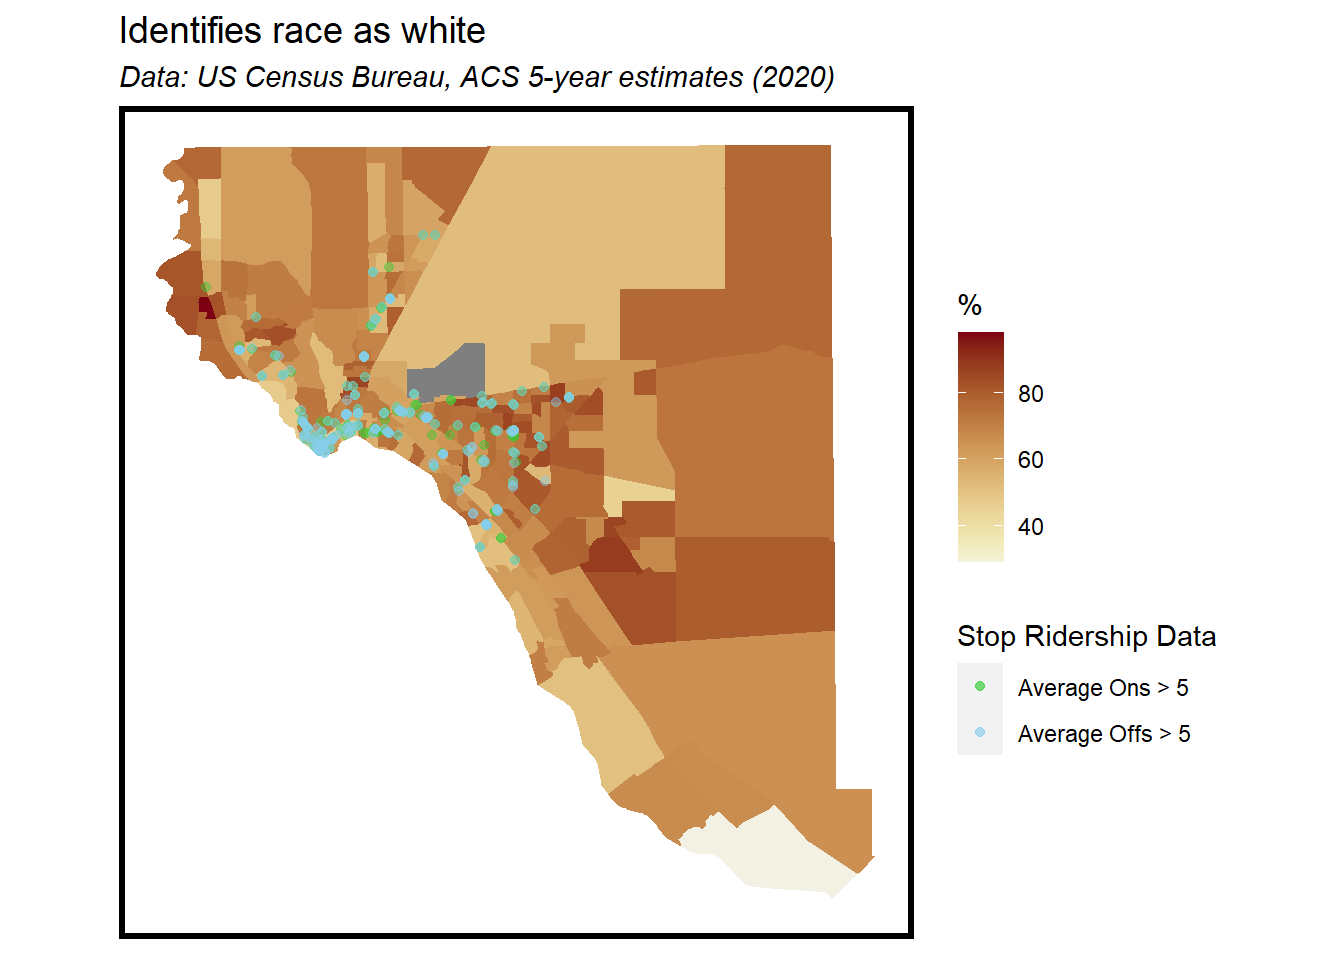 Identifies race as white
Data: US Census Bureau, ACS 5-year estimates (2020)
%
80
60
40
Stop Ridership Data
Average Ons > 5
Average Offs > 5